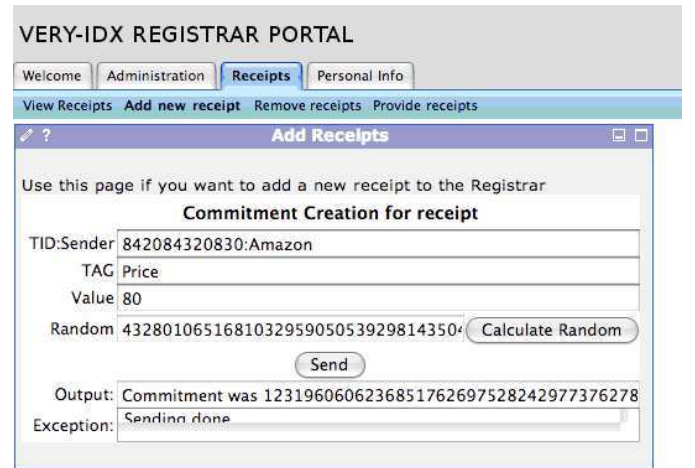 VERY-IDX REGISTRAR PORTAL
Welcome Administration Receipts Personal Info
View Receipts Add new receipt Remove receipts Provide receipts
? Add Receipts
Use this page if you want to add a new receipt to the Registrar
Commitment Creation for receipt
TID:Sender 842084320830:Amazon
TAG Price
Value 80
Random Calculate Random
Send
Output: Commitment was
Exception: Sending done